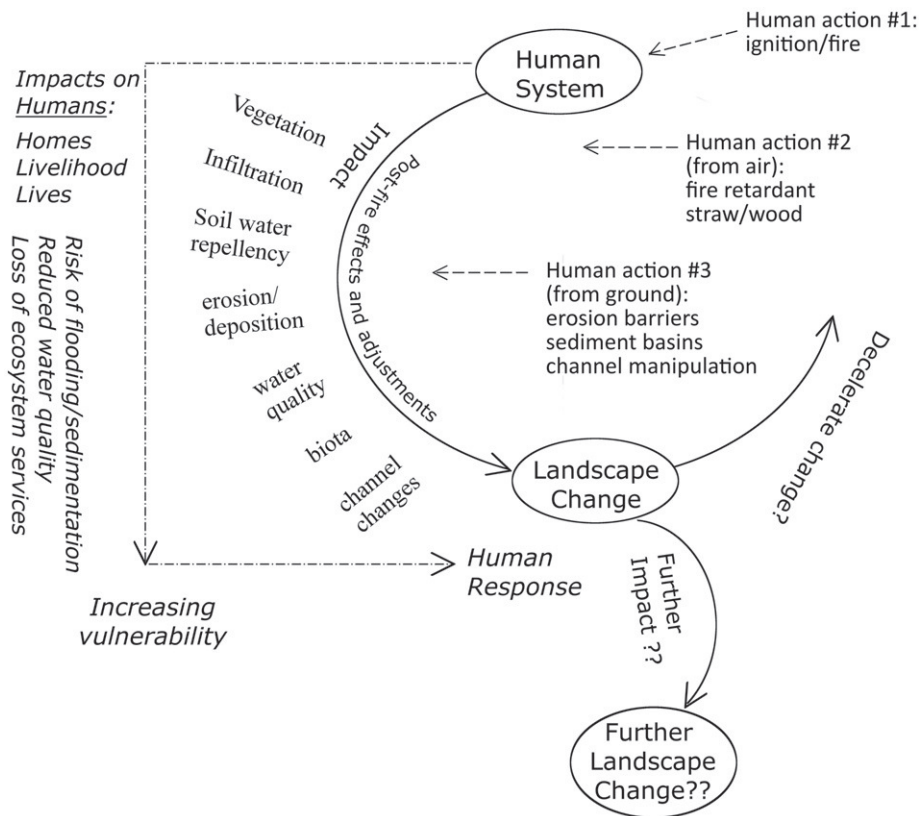 Human action #1:
ignition/fire
Human
System
Impacts on
Humans:
Homes
Livelihood
Lives
Risk of flooding/sedimentation
Reduced water quality
Loss of ecosystem services
Increasing
vulnerability
Vegetation
Infiltration
Soil water
repellency
erosion/
deposition
water
quality
biota
channel
changes
Impact
Post-fire effects and adjustments
Human action #2
(from air):
fire retardant
straw/wood
Human action #3
(from ground):
erosion barriers
sediment basins
channel manipulation
Decelerate change?
Landscape
Change
Human
Response
Further
Impact ??
Further
Landscape
Change??